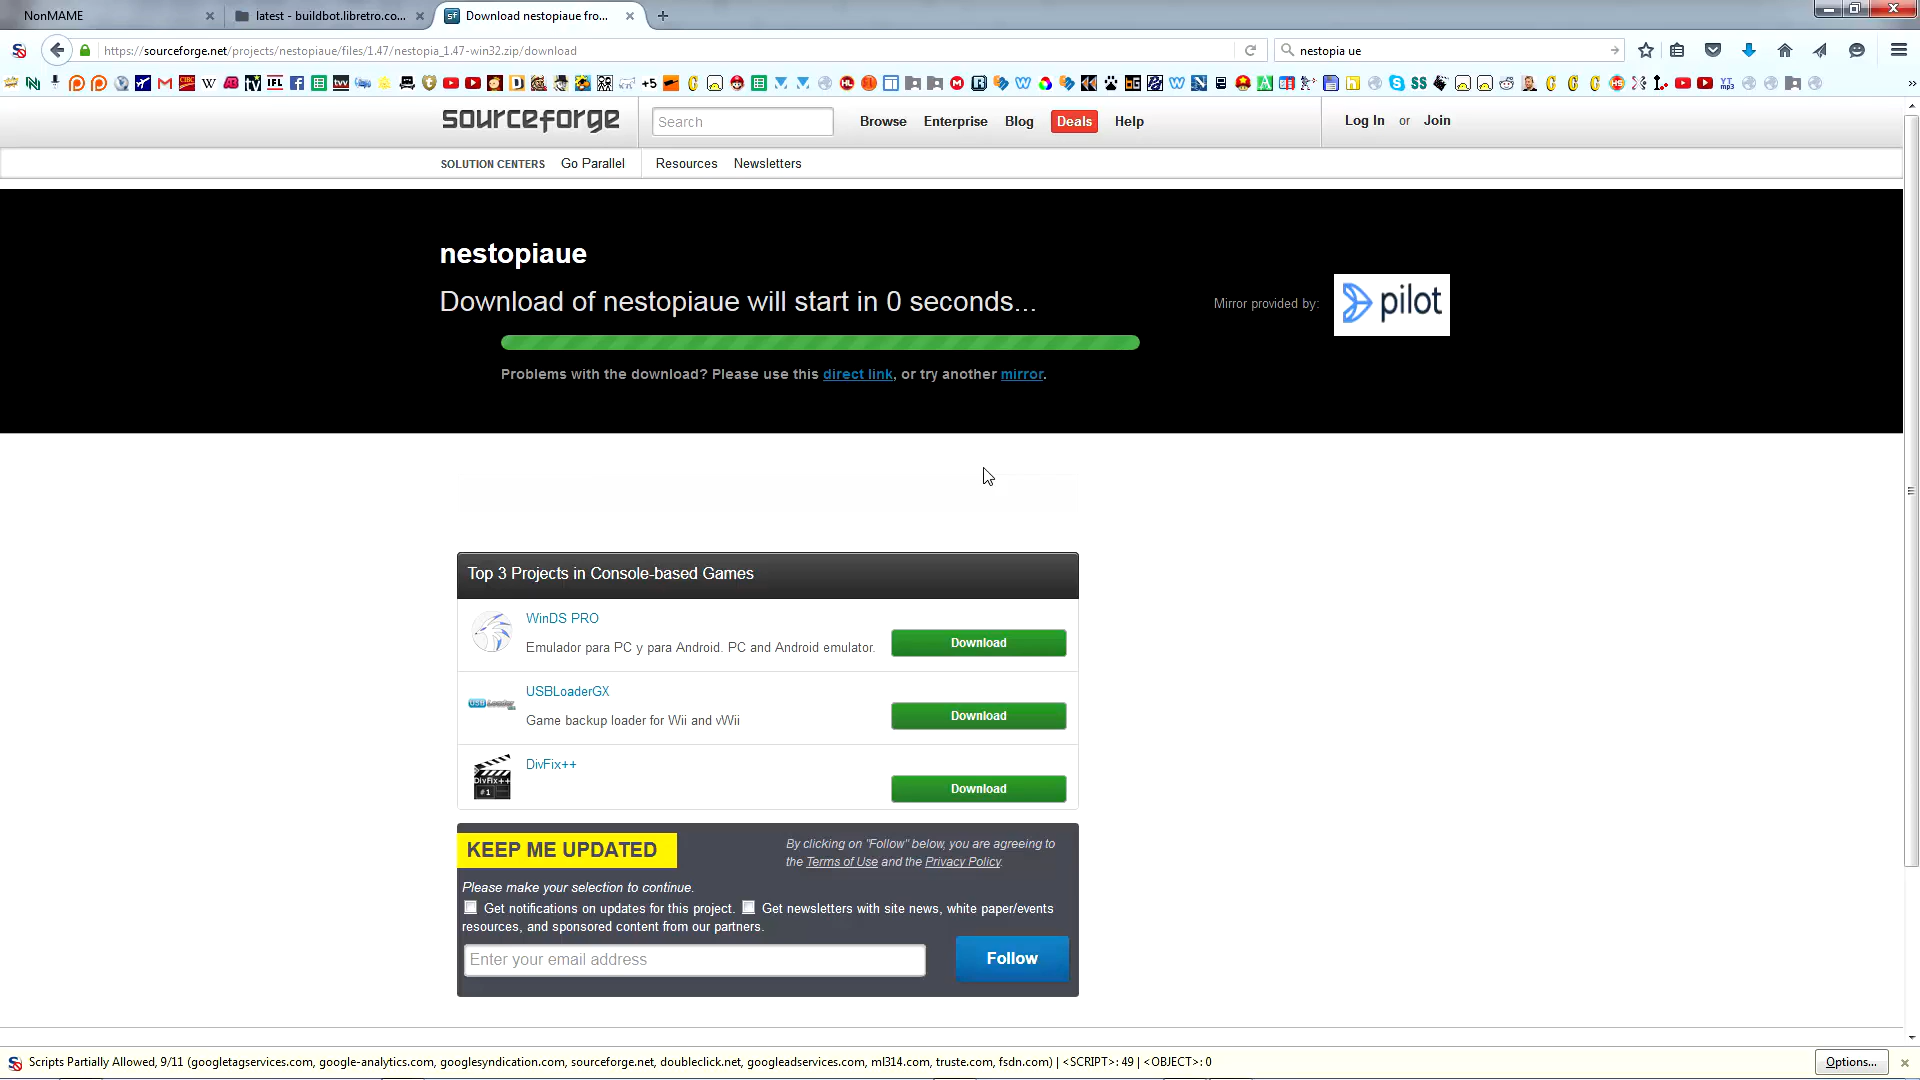 NonMAME
latest - buildbot.libretro.co...
Download nestopiaue fro...
https://sourceforge.net/projects/nestopiaue/files/1.47/nestopia_1.47-win32.zip/download
nestopia ue
sourceforge
Search
Browse
Enterprise
Blog
Deals
Help
Log In or Join
SOLUTION CENTERS
Go Parallel
Resources
Newsletters
nestopiaue
Download of nestopiaue will start in 0 seconds...
Mirror provided by:
pilot
Problems with the download? Please use this direct link, or try another mirror.
Top 3 Projects in Console-based Games
WinDS PRO
Emulador para PC y para Android. PC and Android emulator.
Download
USBLoaderGX
Game backup loader for Wii and vWii
Download
DivFix++
Download
KEEP ME UPDATED
By clicking on "Follow" below, you are agreeing to
the Terms of Use and the Privacy Policy.
Please make your selection to continue.
Get notifications on updates for this project.
Get newsletters with site news, white paper/events
resources, and sponsored content from our partners.
Enter your email address
Follow
Scripts Partially Allowed, 9/11 (googletagservices.com, google-analytics.com, googlesyndication.com, sourceforge.net, doubleclick.net, googleadservices.com, ml314.com, truste.com, fsdn.com) | <SCRIPT>: 49 | <OBJECT>: 0
Options...